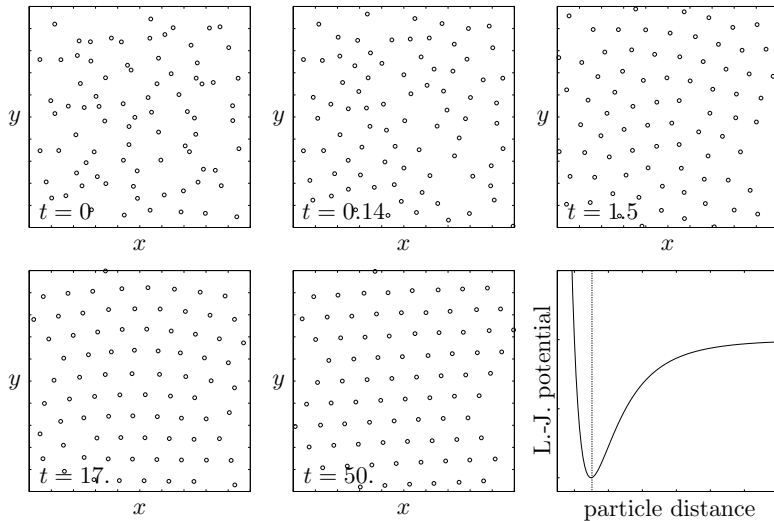 y
t = 0
x
y
t = 0.14
x
y
t = 1.5
x
y
t = 17.
x
y
t = 50.
x
L.-J. potential
particle distance